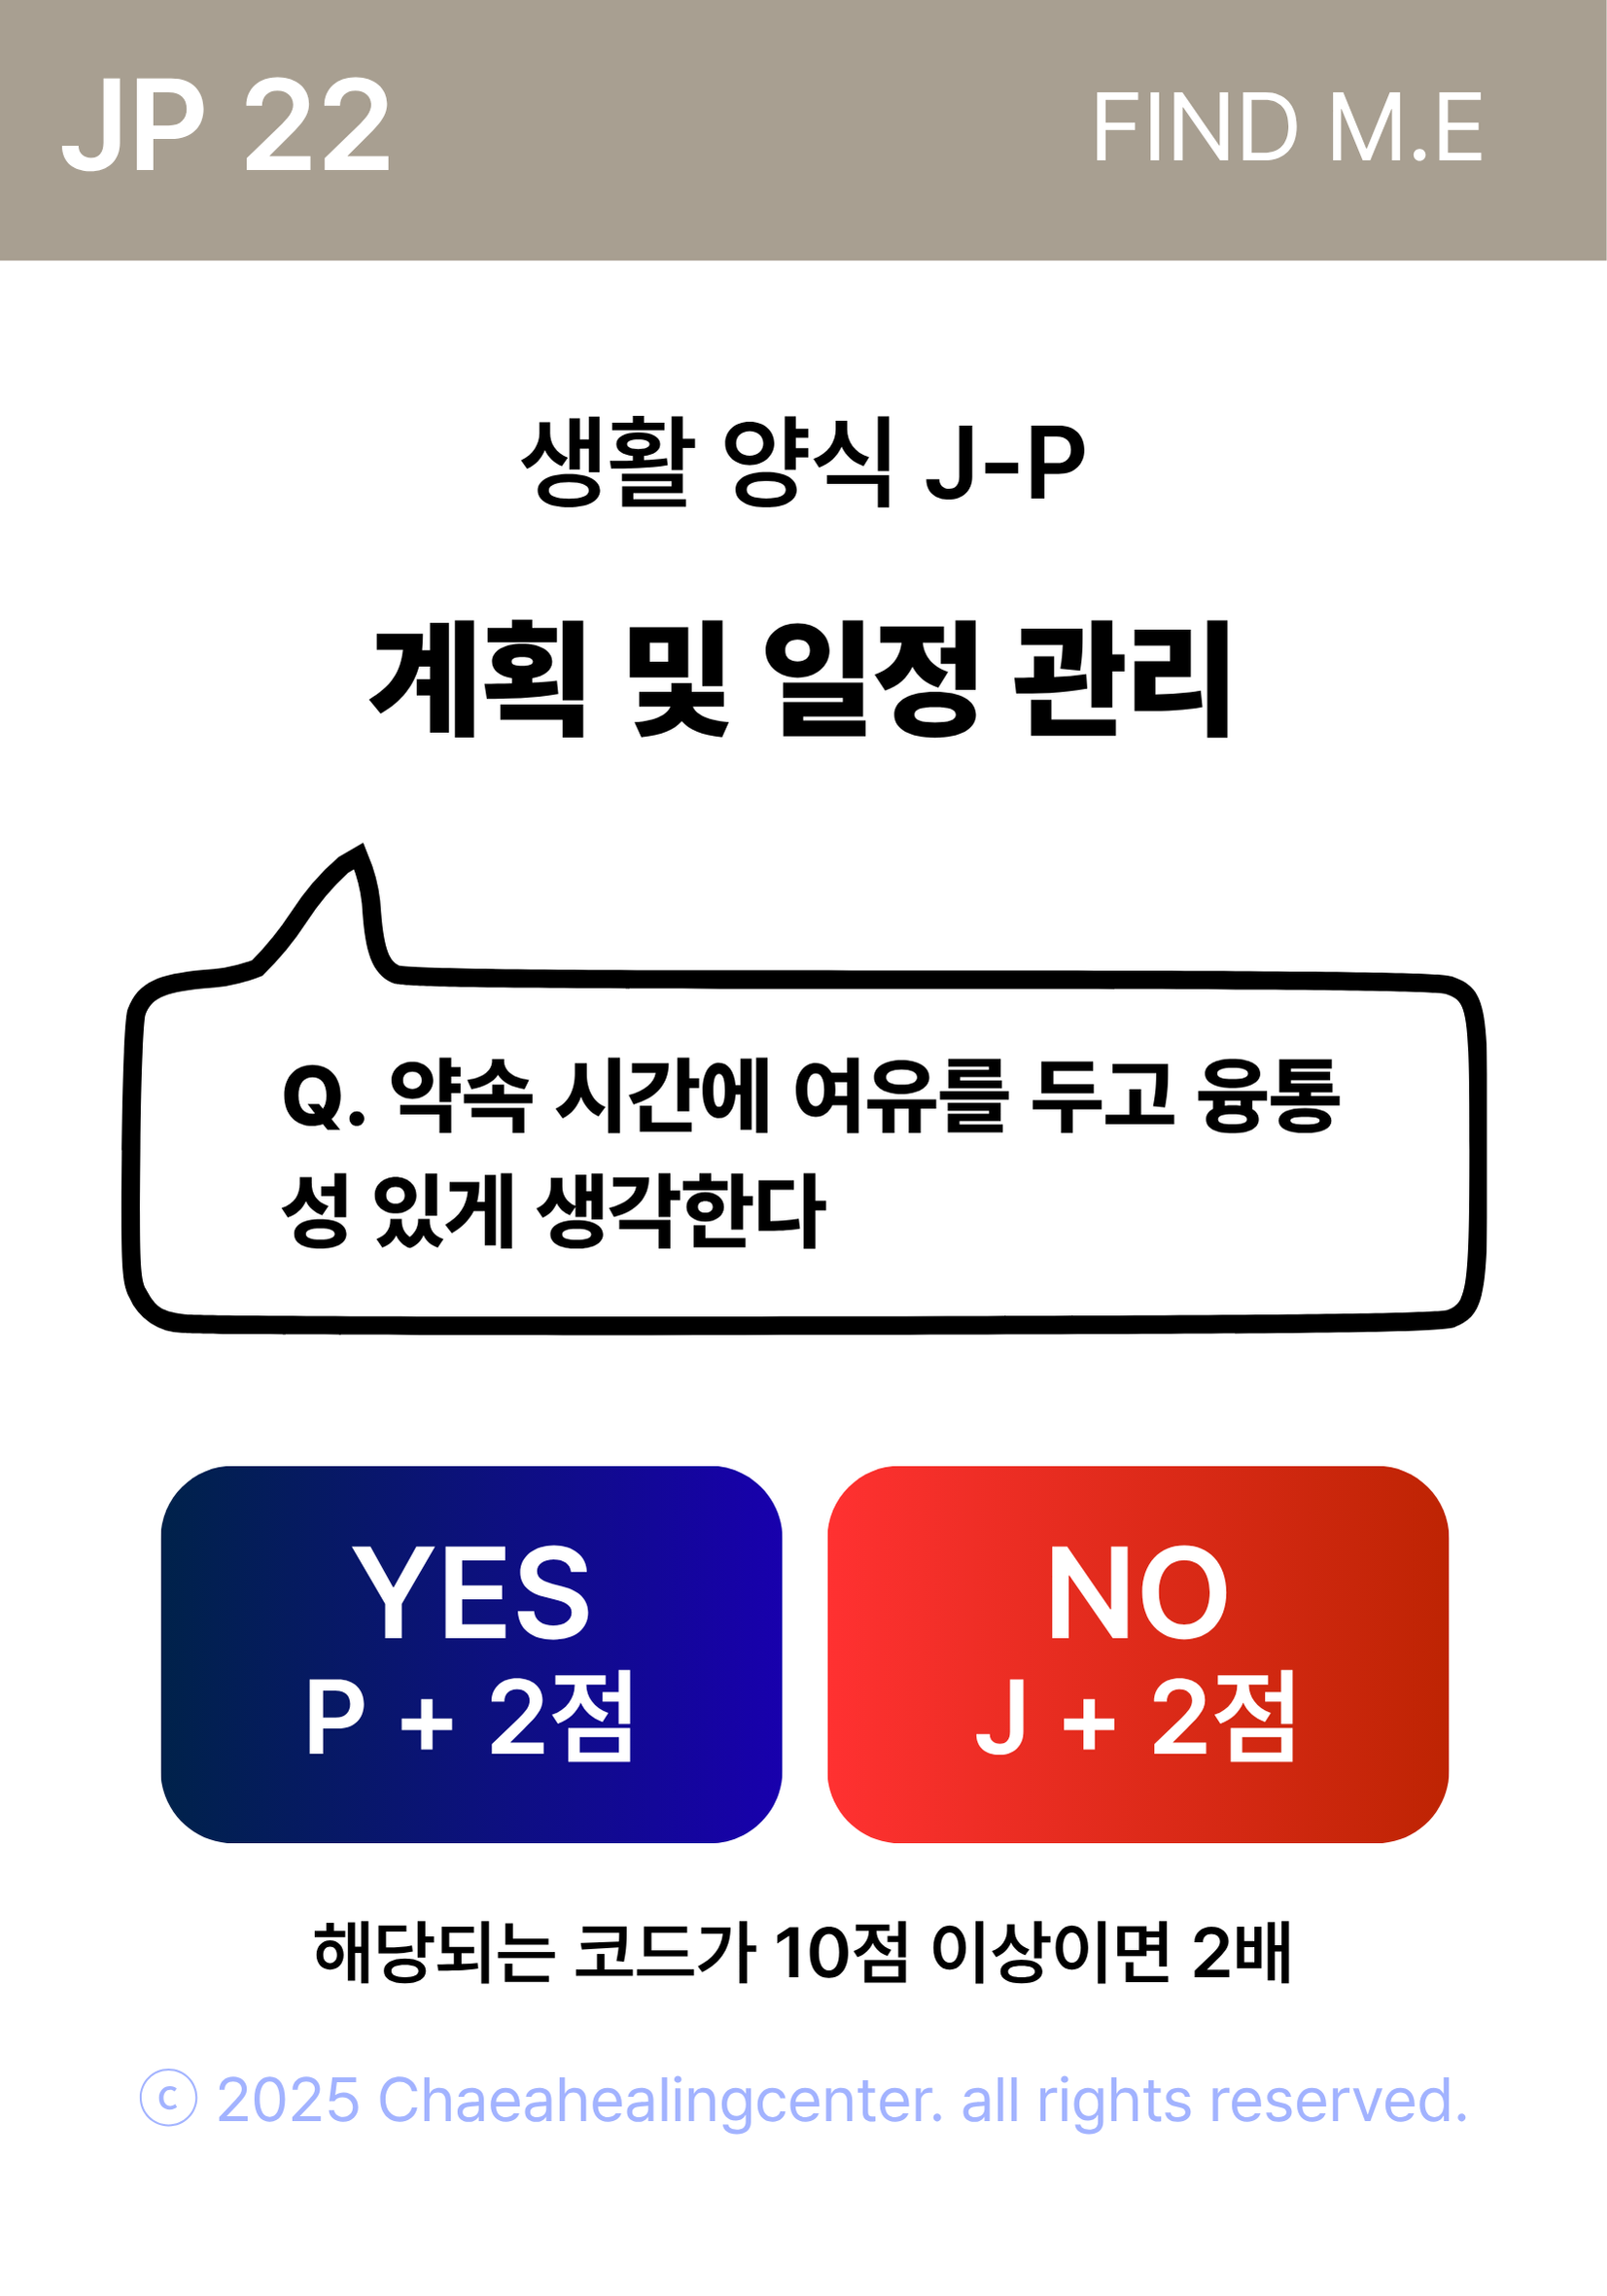 JP 22
FIND M.E
생활 양식 J-P
계획 및 일정 관리
Q. 약속 시간에 여유를 두고 융통
성 있게 생각한다
YES
P + 2점
NO
J + 2점
해당되는 코드가 10점 이상이면 2배
© 2025 Chaeahealingcenter. all rights reserved.